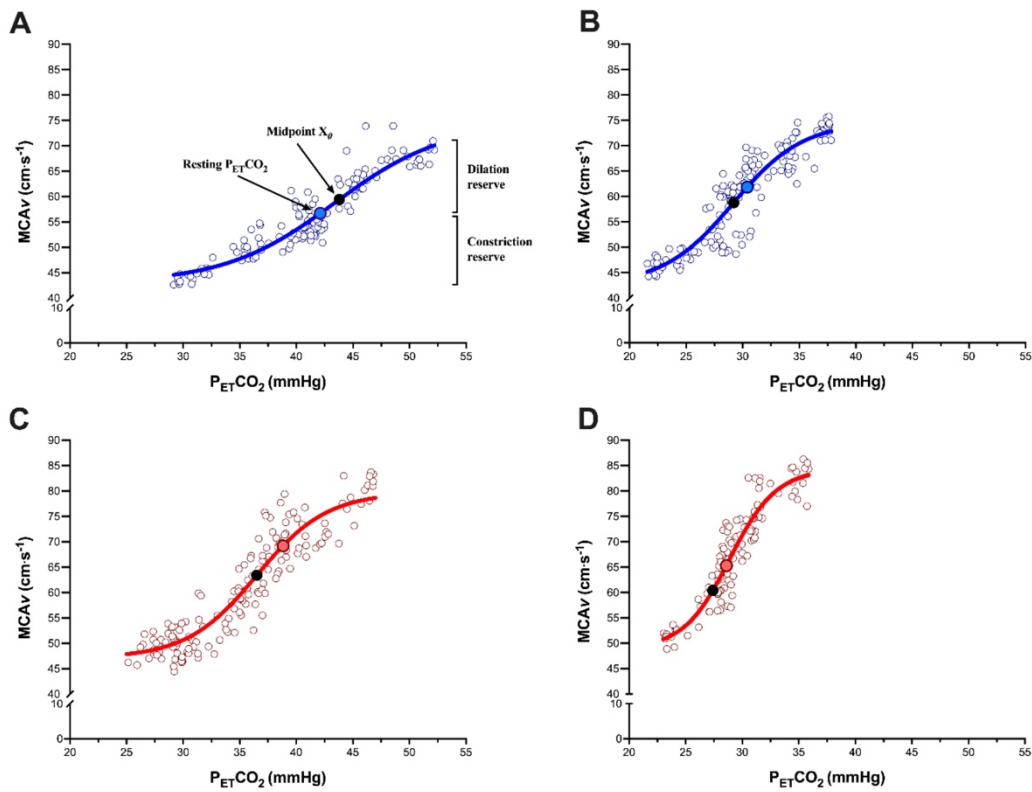 A
MCAv (cm·s⁻¹)
90
85
80
75
70
65
60
55
50
45
40
10
0
Midpoint X₀
Resting PETCO₂
Dilation
reserve
Constriction
reserve
20 25 30 35 40 45 50 55
PETCO₂ (mmHg)
B
MCAv (cm·s⁻¹)
90
85
80
75
70
65
60
55
50
45
40
10
0
20 25 30 35 40 45 50 55
PETCO₂ (mmHg)
C
MCAv (cm·s⁻¹)
90
85
80
75
70
65
60
55
50
45
40
10
0
20 25 30 35 40 45 50 55
PETCO₂ (mmHg)
D
MCAv (cm·s⁻¹)
90
85
80
75
70
65
60
55
50
45
40
10
0
20 25 30 35 40 45 50 55
PETCO₂ (mmHg)